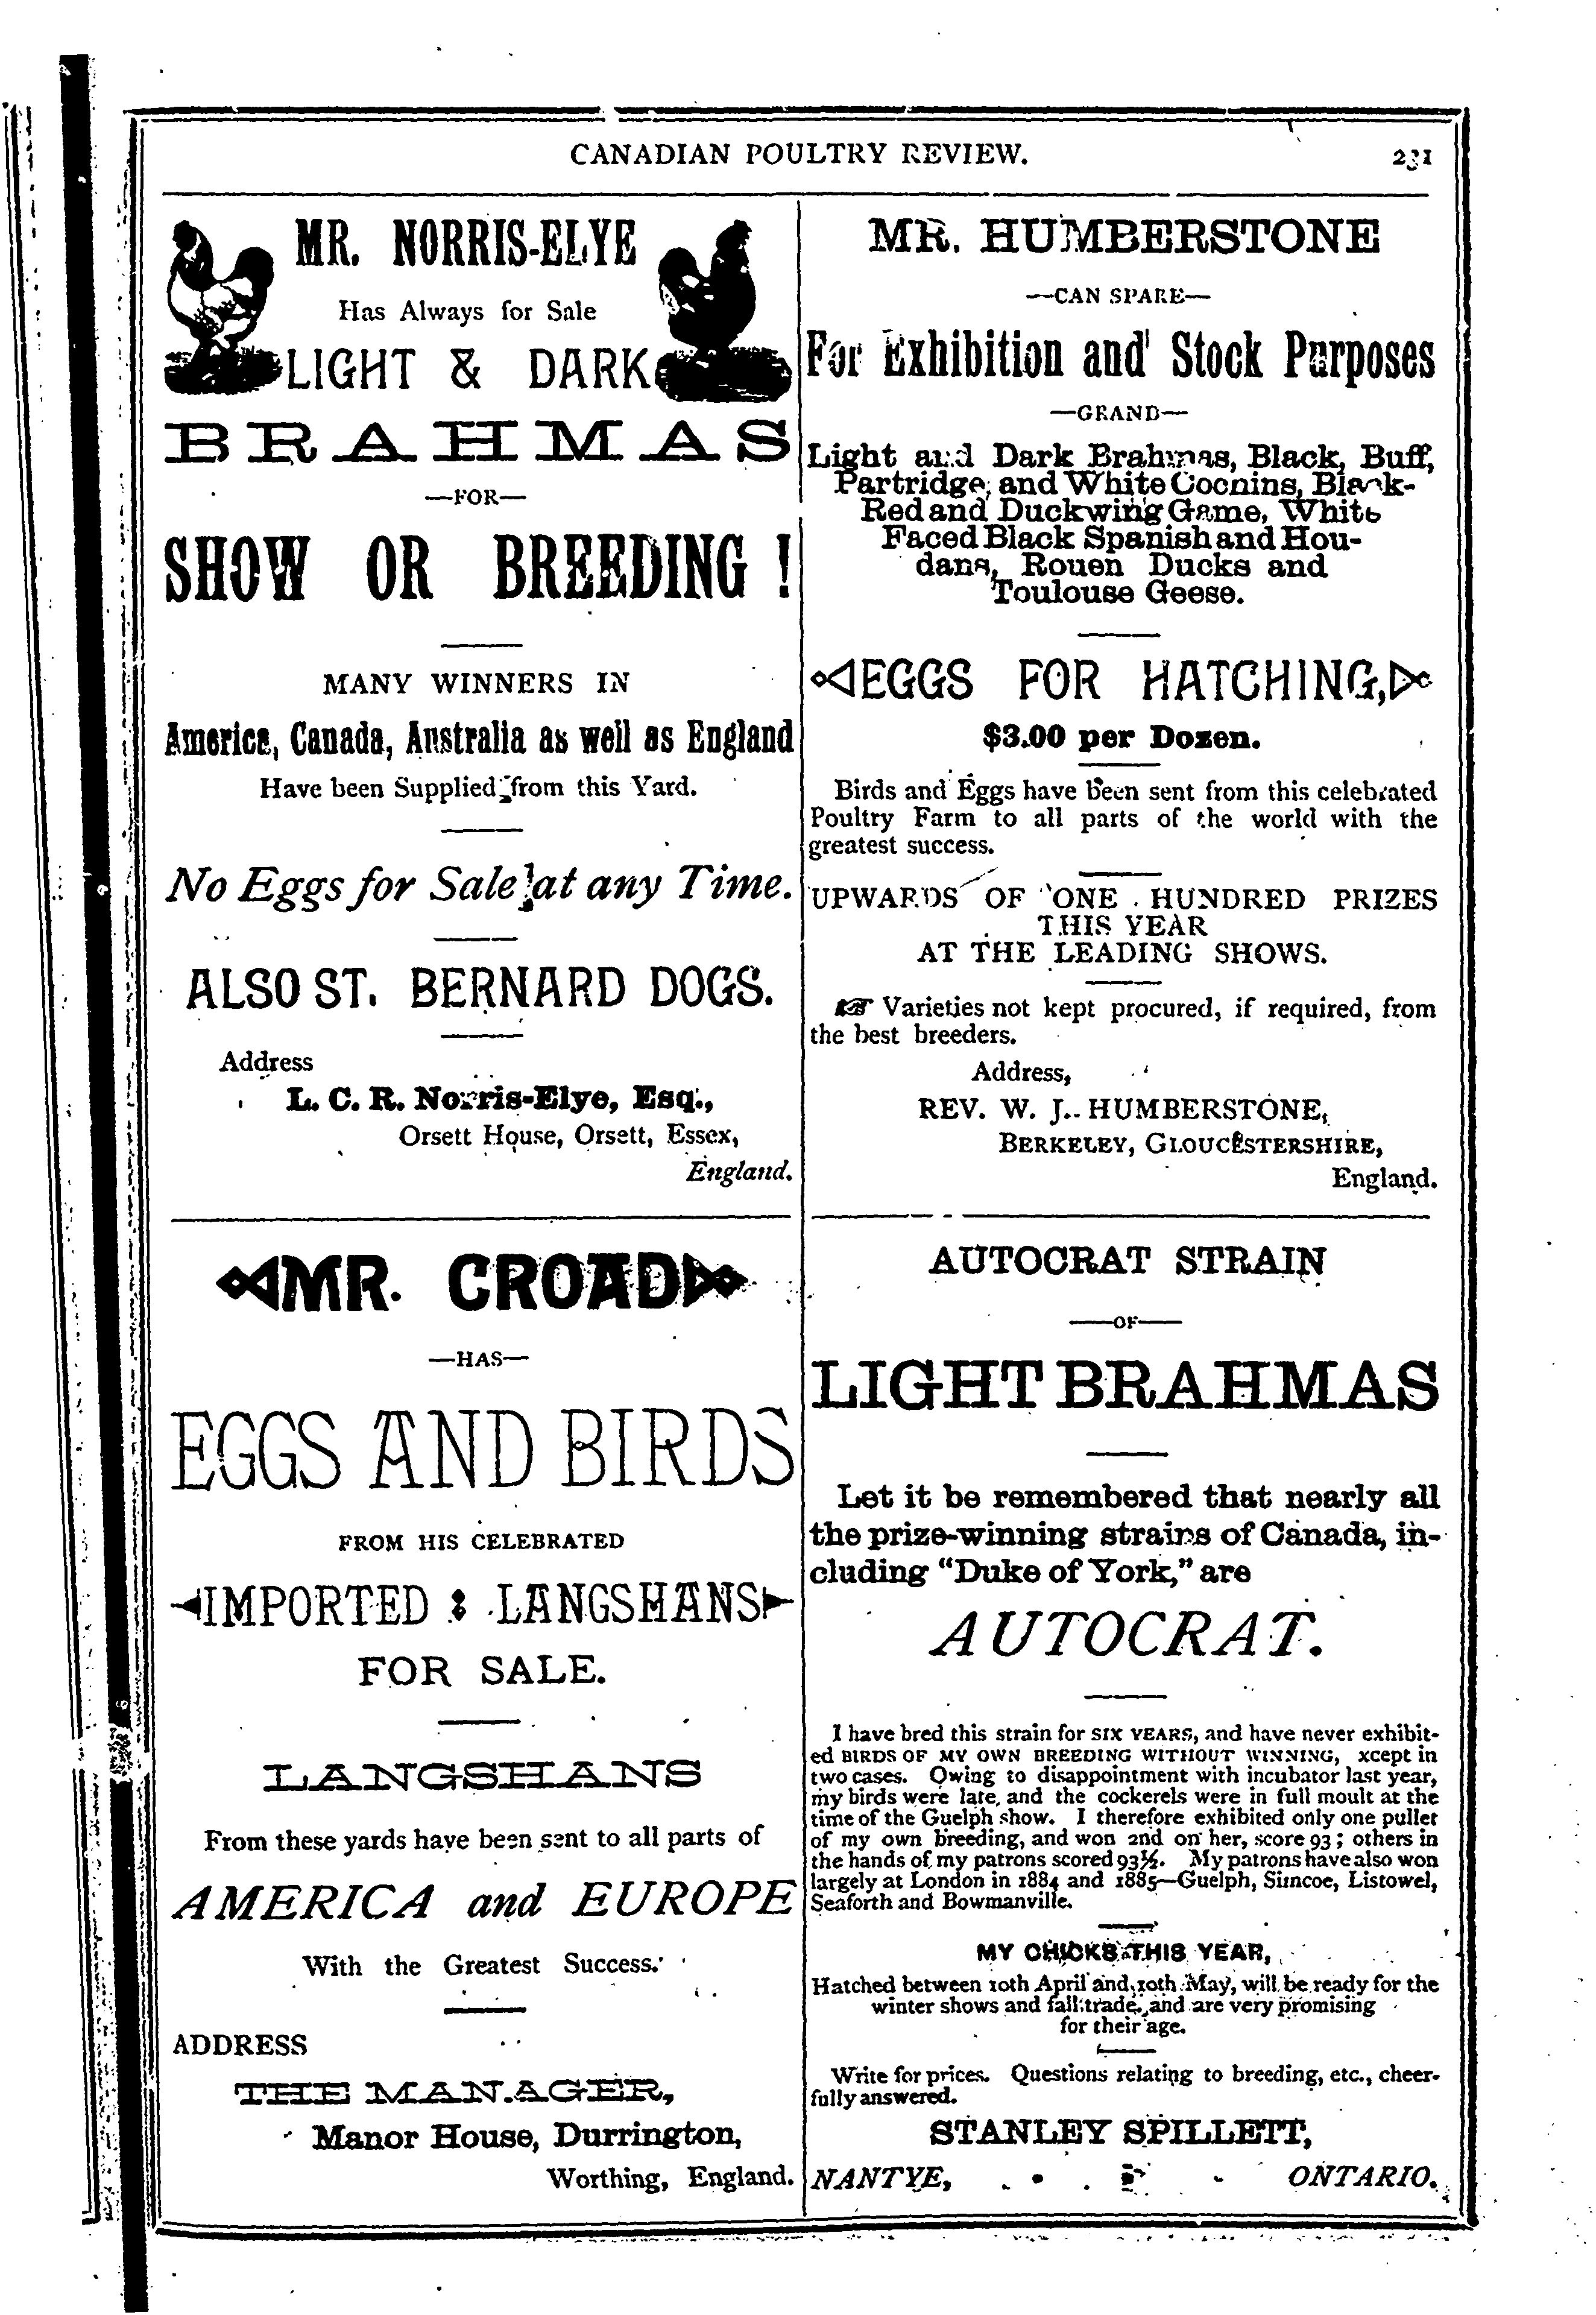 CANADIAN POULTRY REVIEW. 231
MR. NORRIS-ELYE
Has Always for Sale
LIGHT & DARK
BRAHMAS
—FOR—
SHOW OR BREEDING!
MANY WINNERS IN
America, Canada, Australia as well as England
Have been Supplied from this Yard.
No Eggs for Sale at any Time.
ALSO ST. BERNARD DOGS.
Address
L. C. R. Norris-Elye, Esq.,
Orsett House, Orsett, Essex,
England.
MR. CROAD
—HAS—
EGGS AND BIRDS
FROM HIS CELEBRATED
IMPORTED : LANGSHANS
FOR SALE.
LANGSHANS
From these yards have been sent to all parts of
AMERICA and EUROPE
With the Greatest Success.
ADDRESS
THE MANAGER,
Manor House, Durrington,
Worthing, England.
MR. HUMBERSTONE
—CAN SPARE—
For Exhibition and Stock Purposes
—GRAND—
Light and Dark Brahmas, Black, Buff,
Partridge, and White Cochins, Black-
Red and Duckwing Game, White
Faced Black Spanish and Hou-
dans, Rouen Ducks and
Toulouse Geese.
EGGS FOR HATCHING,
$3.00 per Dozen.
Birds and Eggs have been sent from this celebrated
Poultry Farm to all parts of the world with the
greatest success.
UPWARDS OF ONE HUNDRED PRIZES
THIS YEAR
AT THE LEADING SHOWS.
☞ Varieties not kept procured, if required, from
the best breeders.
Address,
REV. W. J. HUMBERSTONE,
BERKELEY, GLOUCESTERSHIRE,
England.
AUTOCRAT STRAIN
—OF—
LIGHT BRAHMAS
Let it be remembered that nearly all
the prize-winning strains of Canada, in-
cluding "Duke of York," are
AUTOCRAT.
I have bred this strain for SIX YEARS, and have never exhibit-
ed BIRDS OF MY OWN BREEDING WITHOUT WINNING, xcept in
two cases. Owing to disappointment with incubator last year,
my birds were late, and the cockerels were in full moult at the
time of the Guelph show. I therefore exhibited only one pullet
of my own breeding, and won 2nd on her, score 93; others in
the hands of my patrons scored 93½. My patrons have also won
largely at London in 1884 and 1885—Guelph, Simcoe, Listowel,
Seaforth and Bowmanville.
MY CHICKS THIS YEAR,
Hatched between 10th April and 10th May, will be ready for the
winter shows and fall trade, and are very promising
for their age.
Write for prices. Questions relating to breeding, etc., cheer-
fully answered.
STANLEY SPILLETT,
NANTYE, ONTARIO.